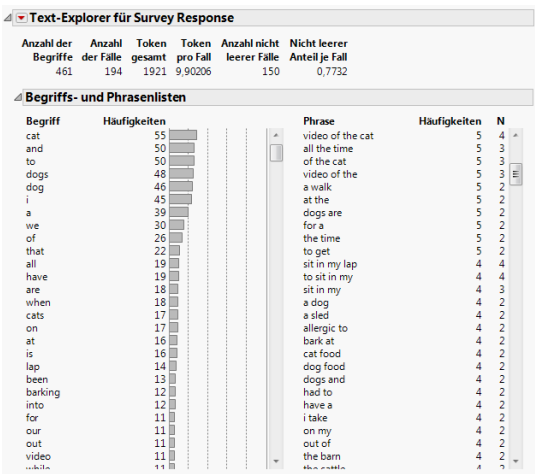 Text-Explorer für Survey Response
Anzahl der Anzahl Token Token Anzahl nicht Nicht leerer
Begriffe der Fälle gesamt pro Fall leerer Fälle Anteil je Fall
461 194 1921 9,90206 150 0,7732
Begriffs- und Phrasenlisten
Begriff Häufigkeiten Phrase Häufigkeiten N
cat 55 video of the cat 5 4
and 50 all the time 5 3
to 50 of the cat 5 3
dogs 48 video of the 5 3
dog 46 a walk 5 2
i 45 at the 5 2
a 39 dogs are 5 2
we 30 for a 5 2
of 26 the time 5 2
that 22 to get 5 2
all 19 sit in my lap 4 4
have 19 to sit in my 4 4
are 18 sit in my 4 3
when 18 a dog 4 2
cats 17 a sled 4 2
on 17 allergic to 4 2
at 16 bark at 4 2
is 16 cat food 4 2
lap 14 dog food 4 2
been 13 dogs and 4 2
barking 12 had to 4 2
into 12 have a 4 2
for 11 i take 4 2
our 11 on my 4 2
out 11 out of 4 2
video 11 the barn 4 2
while 11 the cattle 4 2